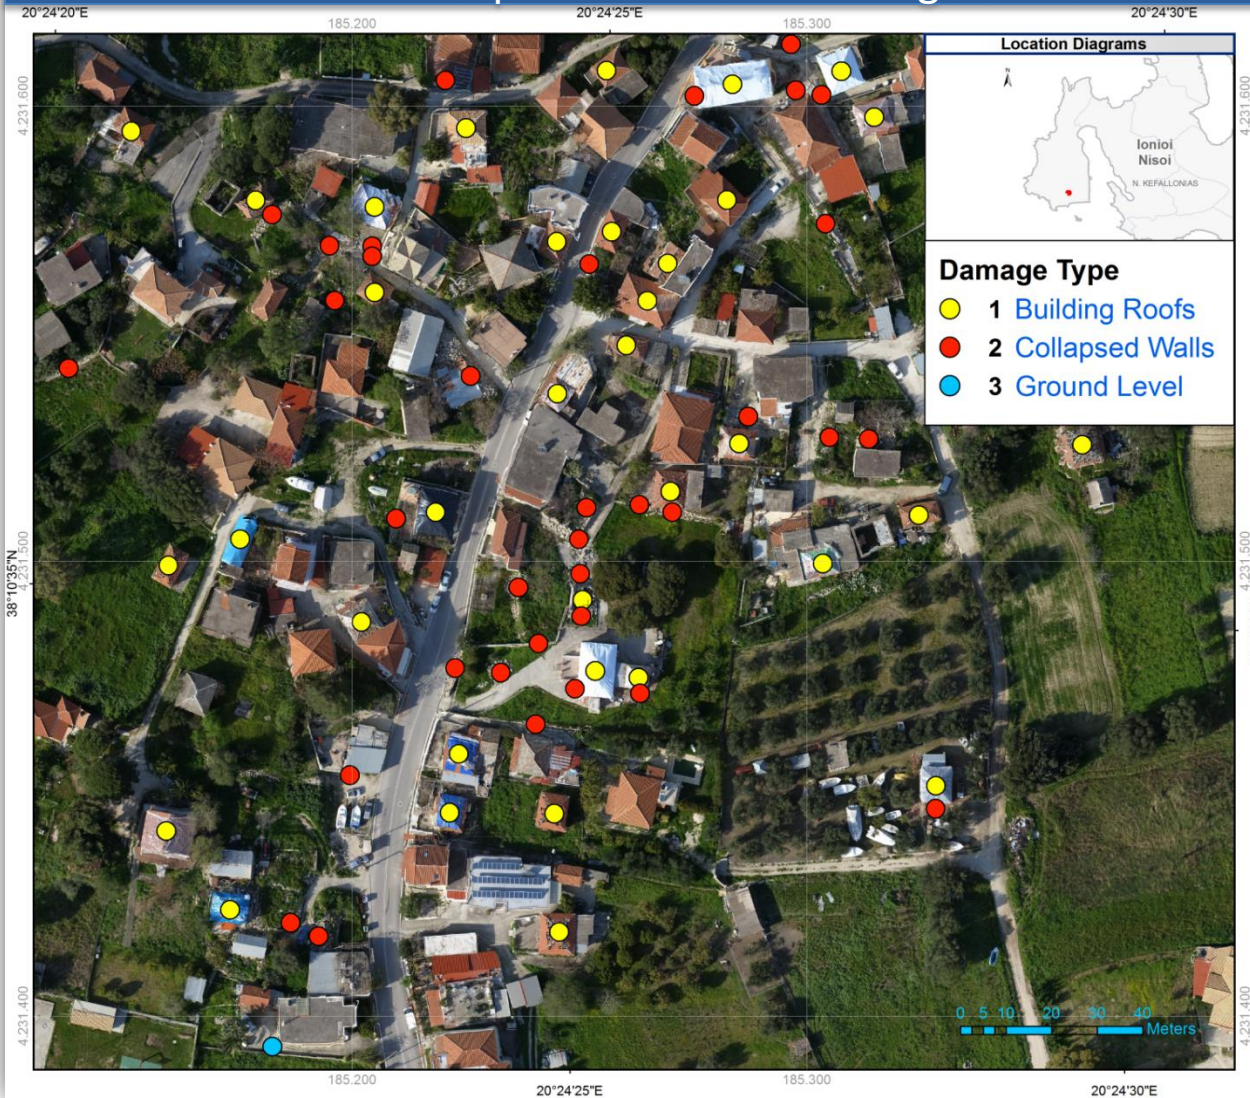 20°24'20"E
20°24'25"E
20°24'30"E
185.200
185.300
4.231.600
4.231.600
Location Diagrams
N
Ionioi
Nisoi
N. KEFALLONIAS
Damage Type
1 Building Roofs
2 Collapsed Walls
3 Ground Level
38°10'35"N
4.231.500
4.231.500
4.231.400
4.231.400
0 5 10 20 30 40
Meters
185.200
185.300
20°24'25"E
20°24'30"E